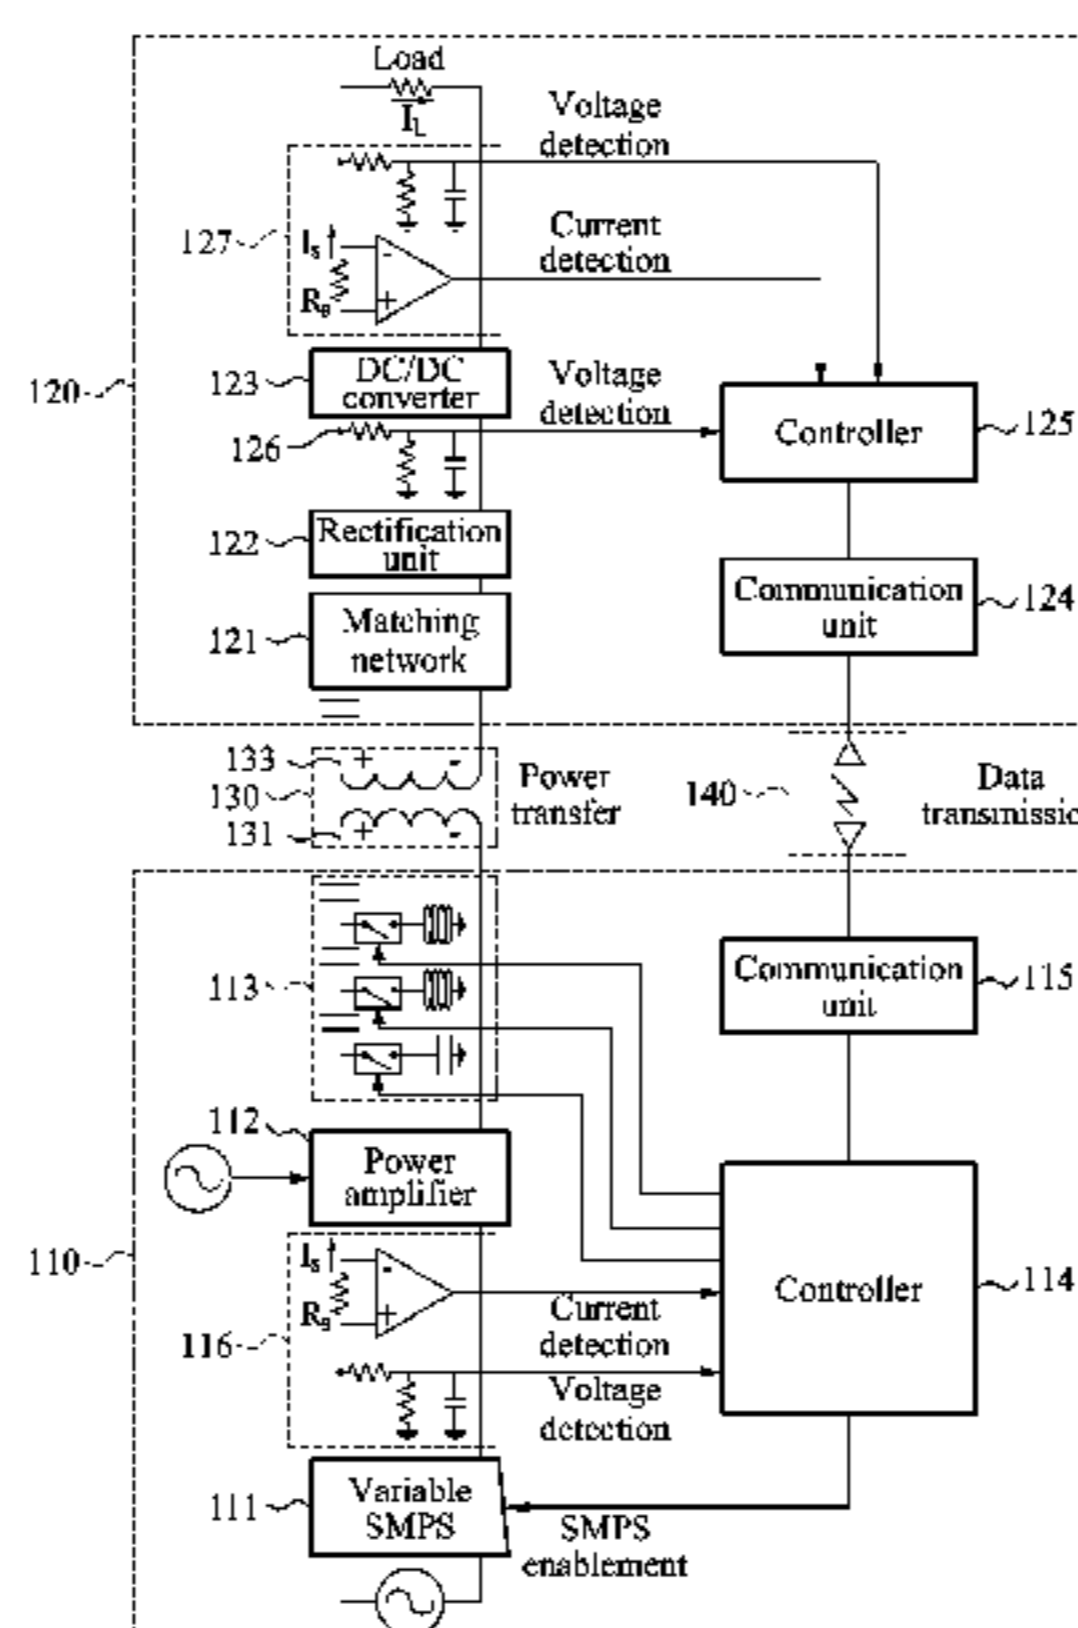 Load
I_L
Voltage
detection
127
I_S
Current
detection
-
R_S
+
DC/DC
converter
123
Voltage
detection
120
126
Controller
125
Rectification
unit
122
Communication
unit
124
Matching
network
121
133
+
-
130
Power
transfer
140
Data
transmissio
131
+
-
113
Communication
unit
115
112
Power
amplifier
110
I_S
-
R_S
+
Controller
114
Current
detection
116
Voltage
detection
Variable
SMPS
111
SMPS
enablement